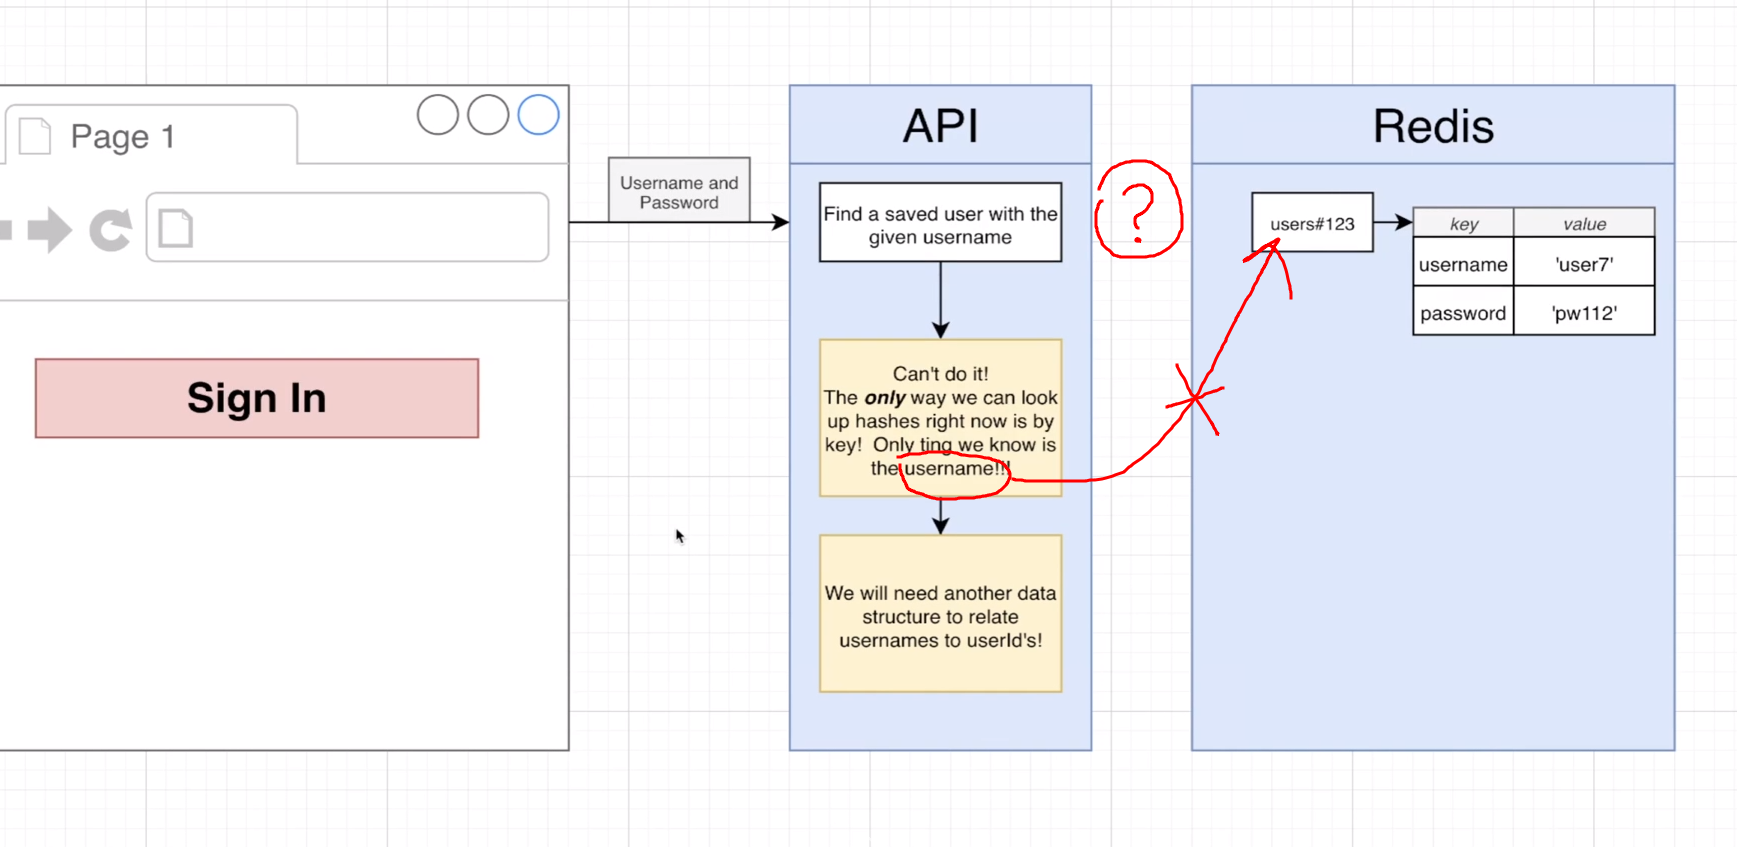 Page 1
Sign In
Username and
Password
API
Find a saved user with the
given username
Can't do it!
The only way we can look
up hashes right now is by
key! Only ting we know is
the username!!!
We will need another data
structure to relate
usernames to userId's!
?
Redis
users#123
key value
username 'user7'
password 'pw112'